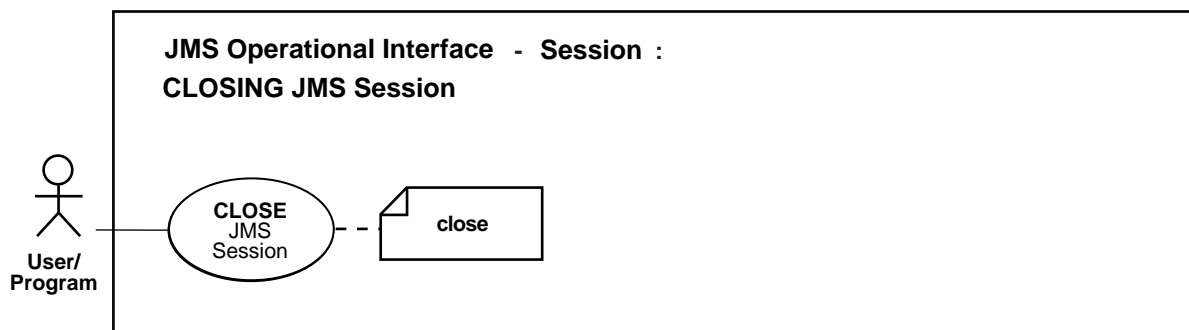 JMS Operational Interface - Session :
CLOSING JMS Session
CLOSE
JMS
Session
close
User/
Program